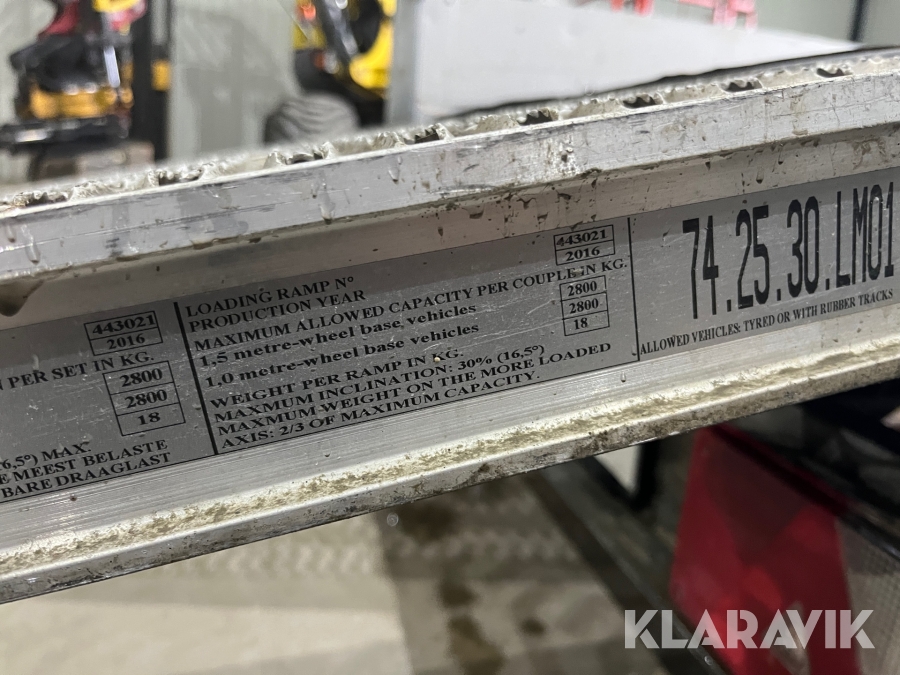 443021
2016
PER SET IN KG.
2800
2800
18
(16,5°) MAX.
E MEEST BELASTE
BARE DRAAGLAST
LOADING RAMP N° 443021
PRODUCTION YEAR 2016
MAXIMUM ALLOWED CAPACITY PER COUPLE IN KG.
1,5 metre-wheel base, vehicles 2800
1,0 metre-wheel base vehicles 2800
WEIGHT PER RAMP IN KG. 18
MAXMUM INCLINATION: 30% (16,5°)
MAXMUM-WEIGHT ON THE MORE LOADED
AXIS: 2/3 OF MAXIMUM CAPACITY.
74.25.30.LM01
ALLOWED VEHICLES: TYRED OR WITH RUBBER TRACKS
KLARAVIK